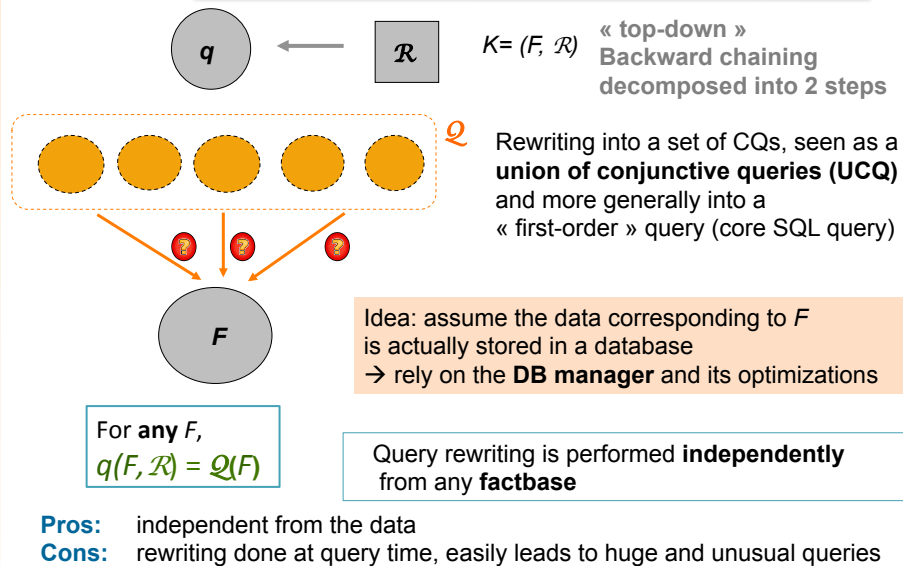 q
ℛ
K= (F, ℛ)
« top-down »
Backward chaining
decomposed into 2 steps
𝒬
Rewriting into a set of CQs, seen as a
union of conjunctive queries (UCQ)
and more generally into a
« first-order » query (core SQL query)
? ? ?
F
Idea: assume the data corresponding to F
is actually stored in a database
→ rely on the DB manager and its optimizations
For any F,
q(F, ℛ) = 𝒬(F)
Query rewriting is performed independently
from any factbase
Pros: independent from the data
Cons: rewriting done at query time, easily leads to huge and unusual queries